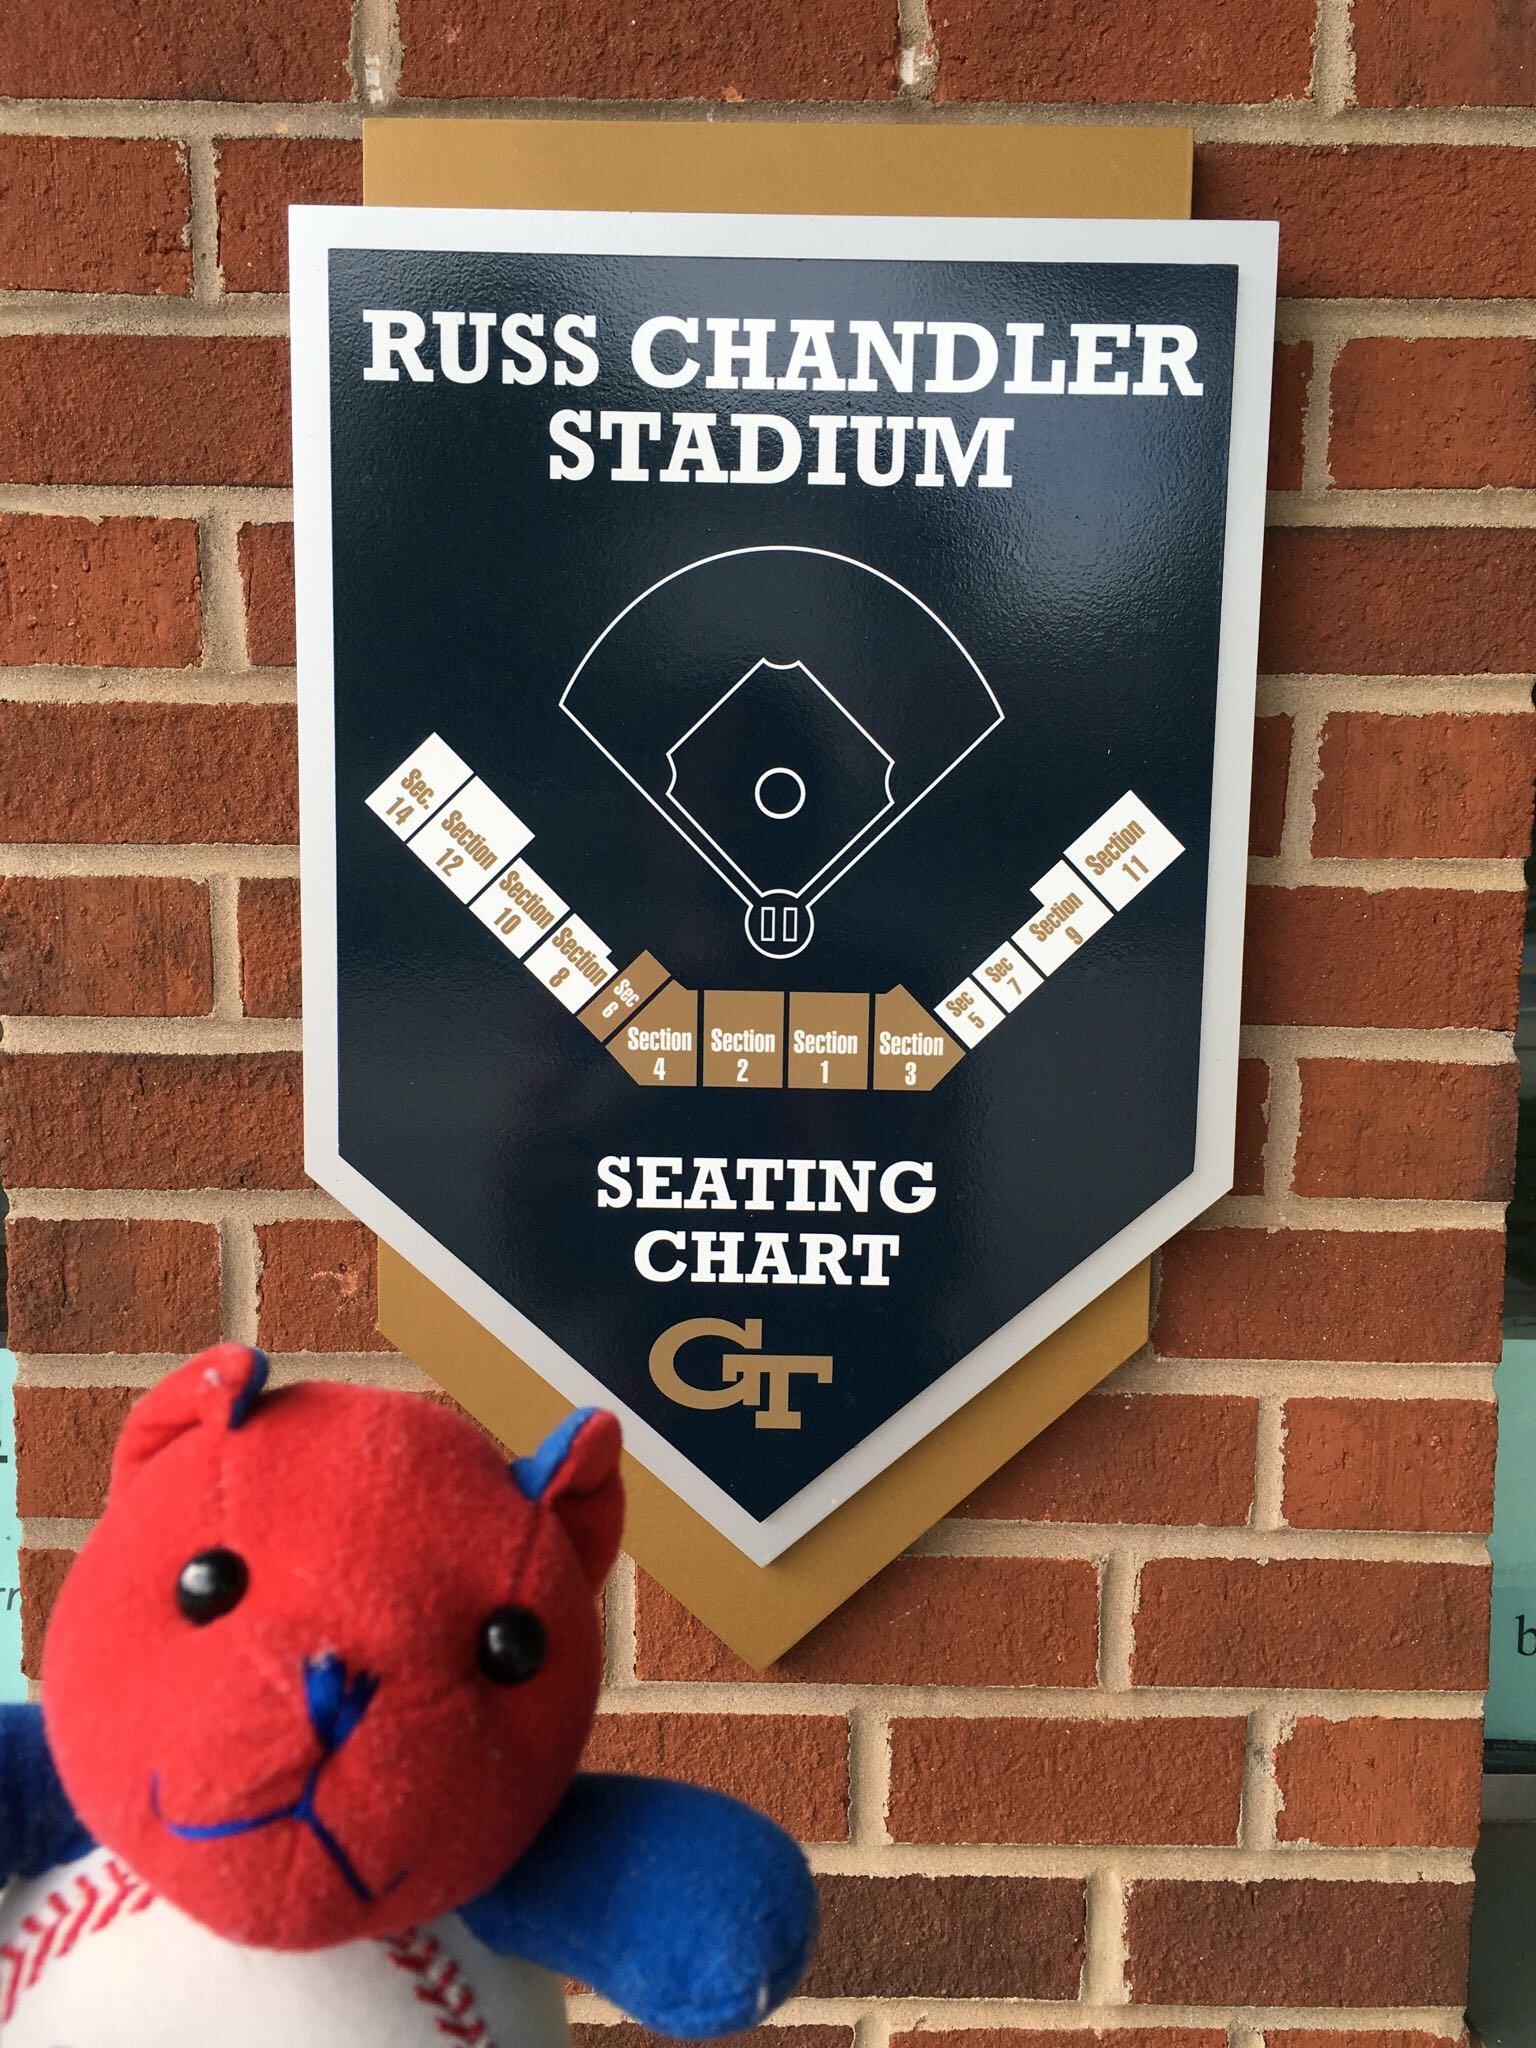 RUSS CHANDLER
STADIUM
Sec.
14
Section
12
Section
10
Section
8
Sec
6
Section
4
Section
2
Section
1
Section
3
Sec
5
Sec
7
Section
9
Section
11
SEATING
CHART
GT